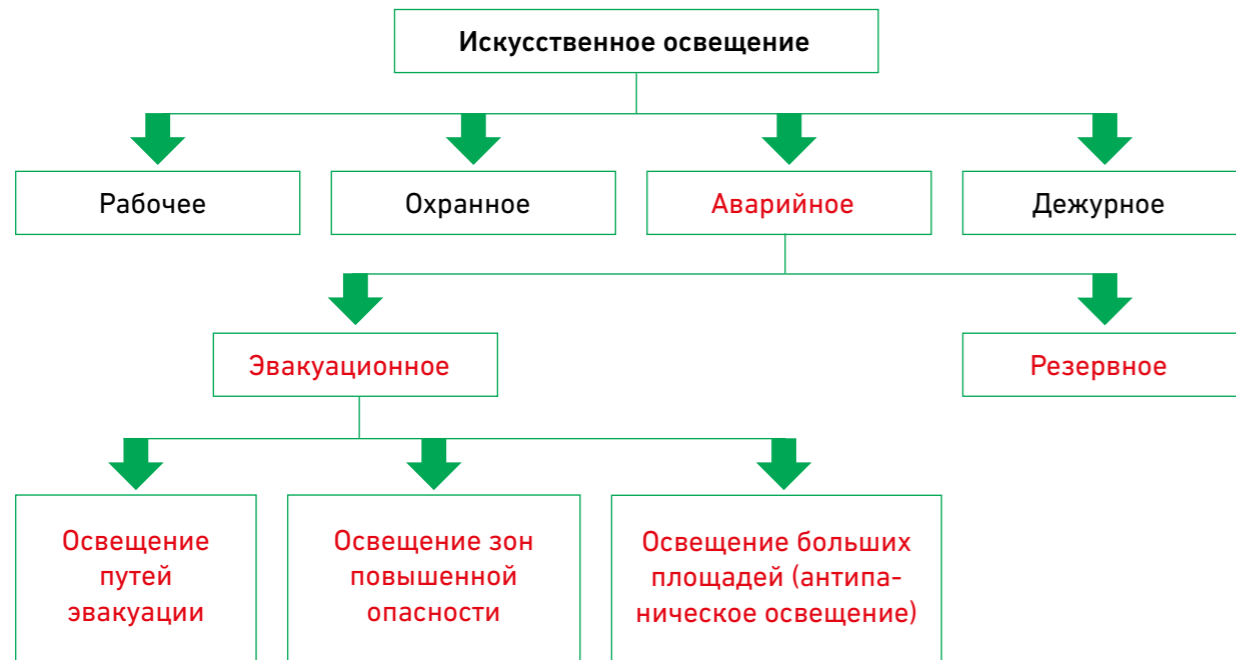 Искусственное освещение
Рабочее
Охранное
Аварийное
Дежурное
Эвакуационное
Резервное
Освещение
путей
эвакуации
Освещение зон
повышенной
опасности
Освещение больших
площадей (антипа-
ническое освещение)